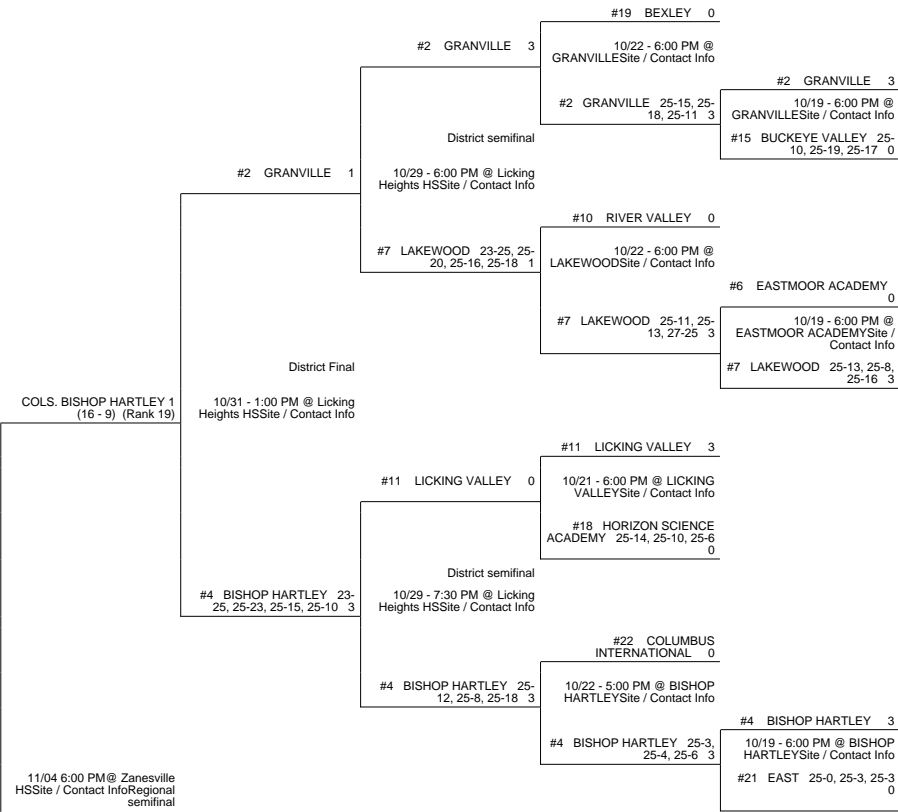 #19 BEXLEY 0
#2 GRANVILLE 3
10/22 - 6:00 PM @
GRANVILLESite / Contact Info
#2 GRANVILLE 3
#2 GRANVILLE 25-15, 25-
18, 25-11 3
10/19 - 6:00 PM @
GRANVILLESite / Contact Info
District semifinal
#15 BUCKEYE VALLEY 25-
10, 25-19, 25-17 0
#2 GRANVILLE 1
10/29 - 6:00 PM @ Licking
Heights HSSite / Contact Info
#10 RIVER VALLEY 0
#7 LAKEWOOD 23-25, 25-
20, 25-16, 25-18 1
10/22 - 6:00 PM @
LAKEWOODSite / Contact Info
#6 EASTMOOR ACADEMY
0
#7 LAKEWOOD 25-11, 25-
13, 27-25 3
10/19 - 6:00 PM @
EASTMOOR ACADEMYSite /
Contact Info
District Final
#7 LAKEWOOD 25-13, 25-8,
25-16 3
COLS. BISHOP HARTLEY 1
(16 - 9) (Rank 19)
10/31 - 1:00 PM @ Licking
Heights HSSite / Contact Info
#11 LICKING VALLEY 3
#11 LICKING VALLEY 0
10/21 - 6:00 PM @ LICKING
VALLEYSite / Contact Info
#18 HORIZON SCIENCE
ACADEMY 25-14, 25-10, 25-6
0
District semifinal
#4 BISHOP HARTLEY 23-
25, 25-23, 25-15, 25-10 3
10/29 - 7:30 PM @ Licking
Heights HSSite / Contact Info
#22 COLUMBUS
INTERNATIONAL 0
#4 BISHOP HARTLEY 25-
12, 25-8, 25-18 3
10/22 - 5:00 PM @ BISHOP
HARTLEYSite / Contact Info
#4 BISHOP HARTLEY 3
#4 BISHOP HARTLEY 25-3,
25-4, 25-6 3
10/19 - 6:00 PM @ BISHOP
HARTLEYSite / Contact Info
#21 EAST 25-0, 25-3, 25-3
0
11/04 6:00 PM@ Zanesville
HSSite / Contact InfoRegional
semifinal